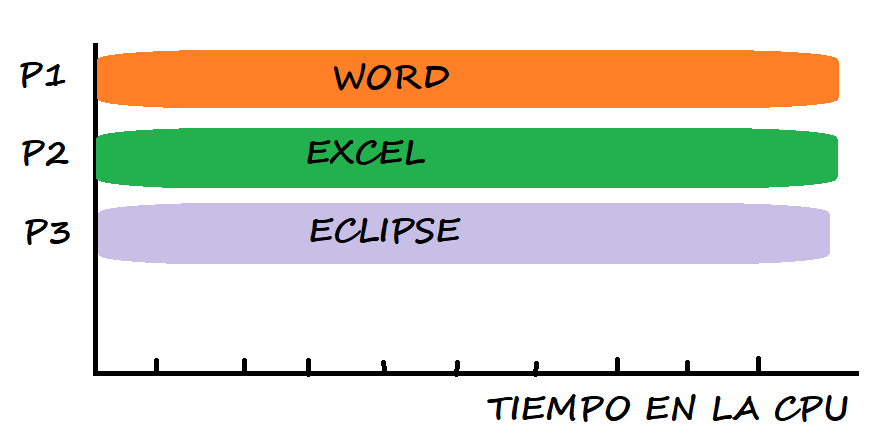 P1 WORD
P2 EXCEL
P3 ECLIPSE
TIEMPO EN LA CPU